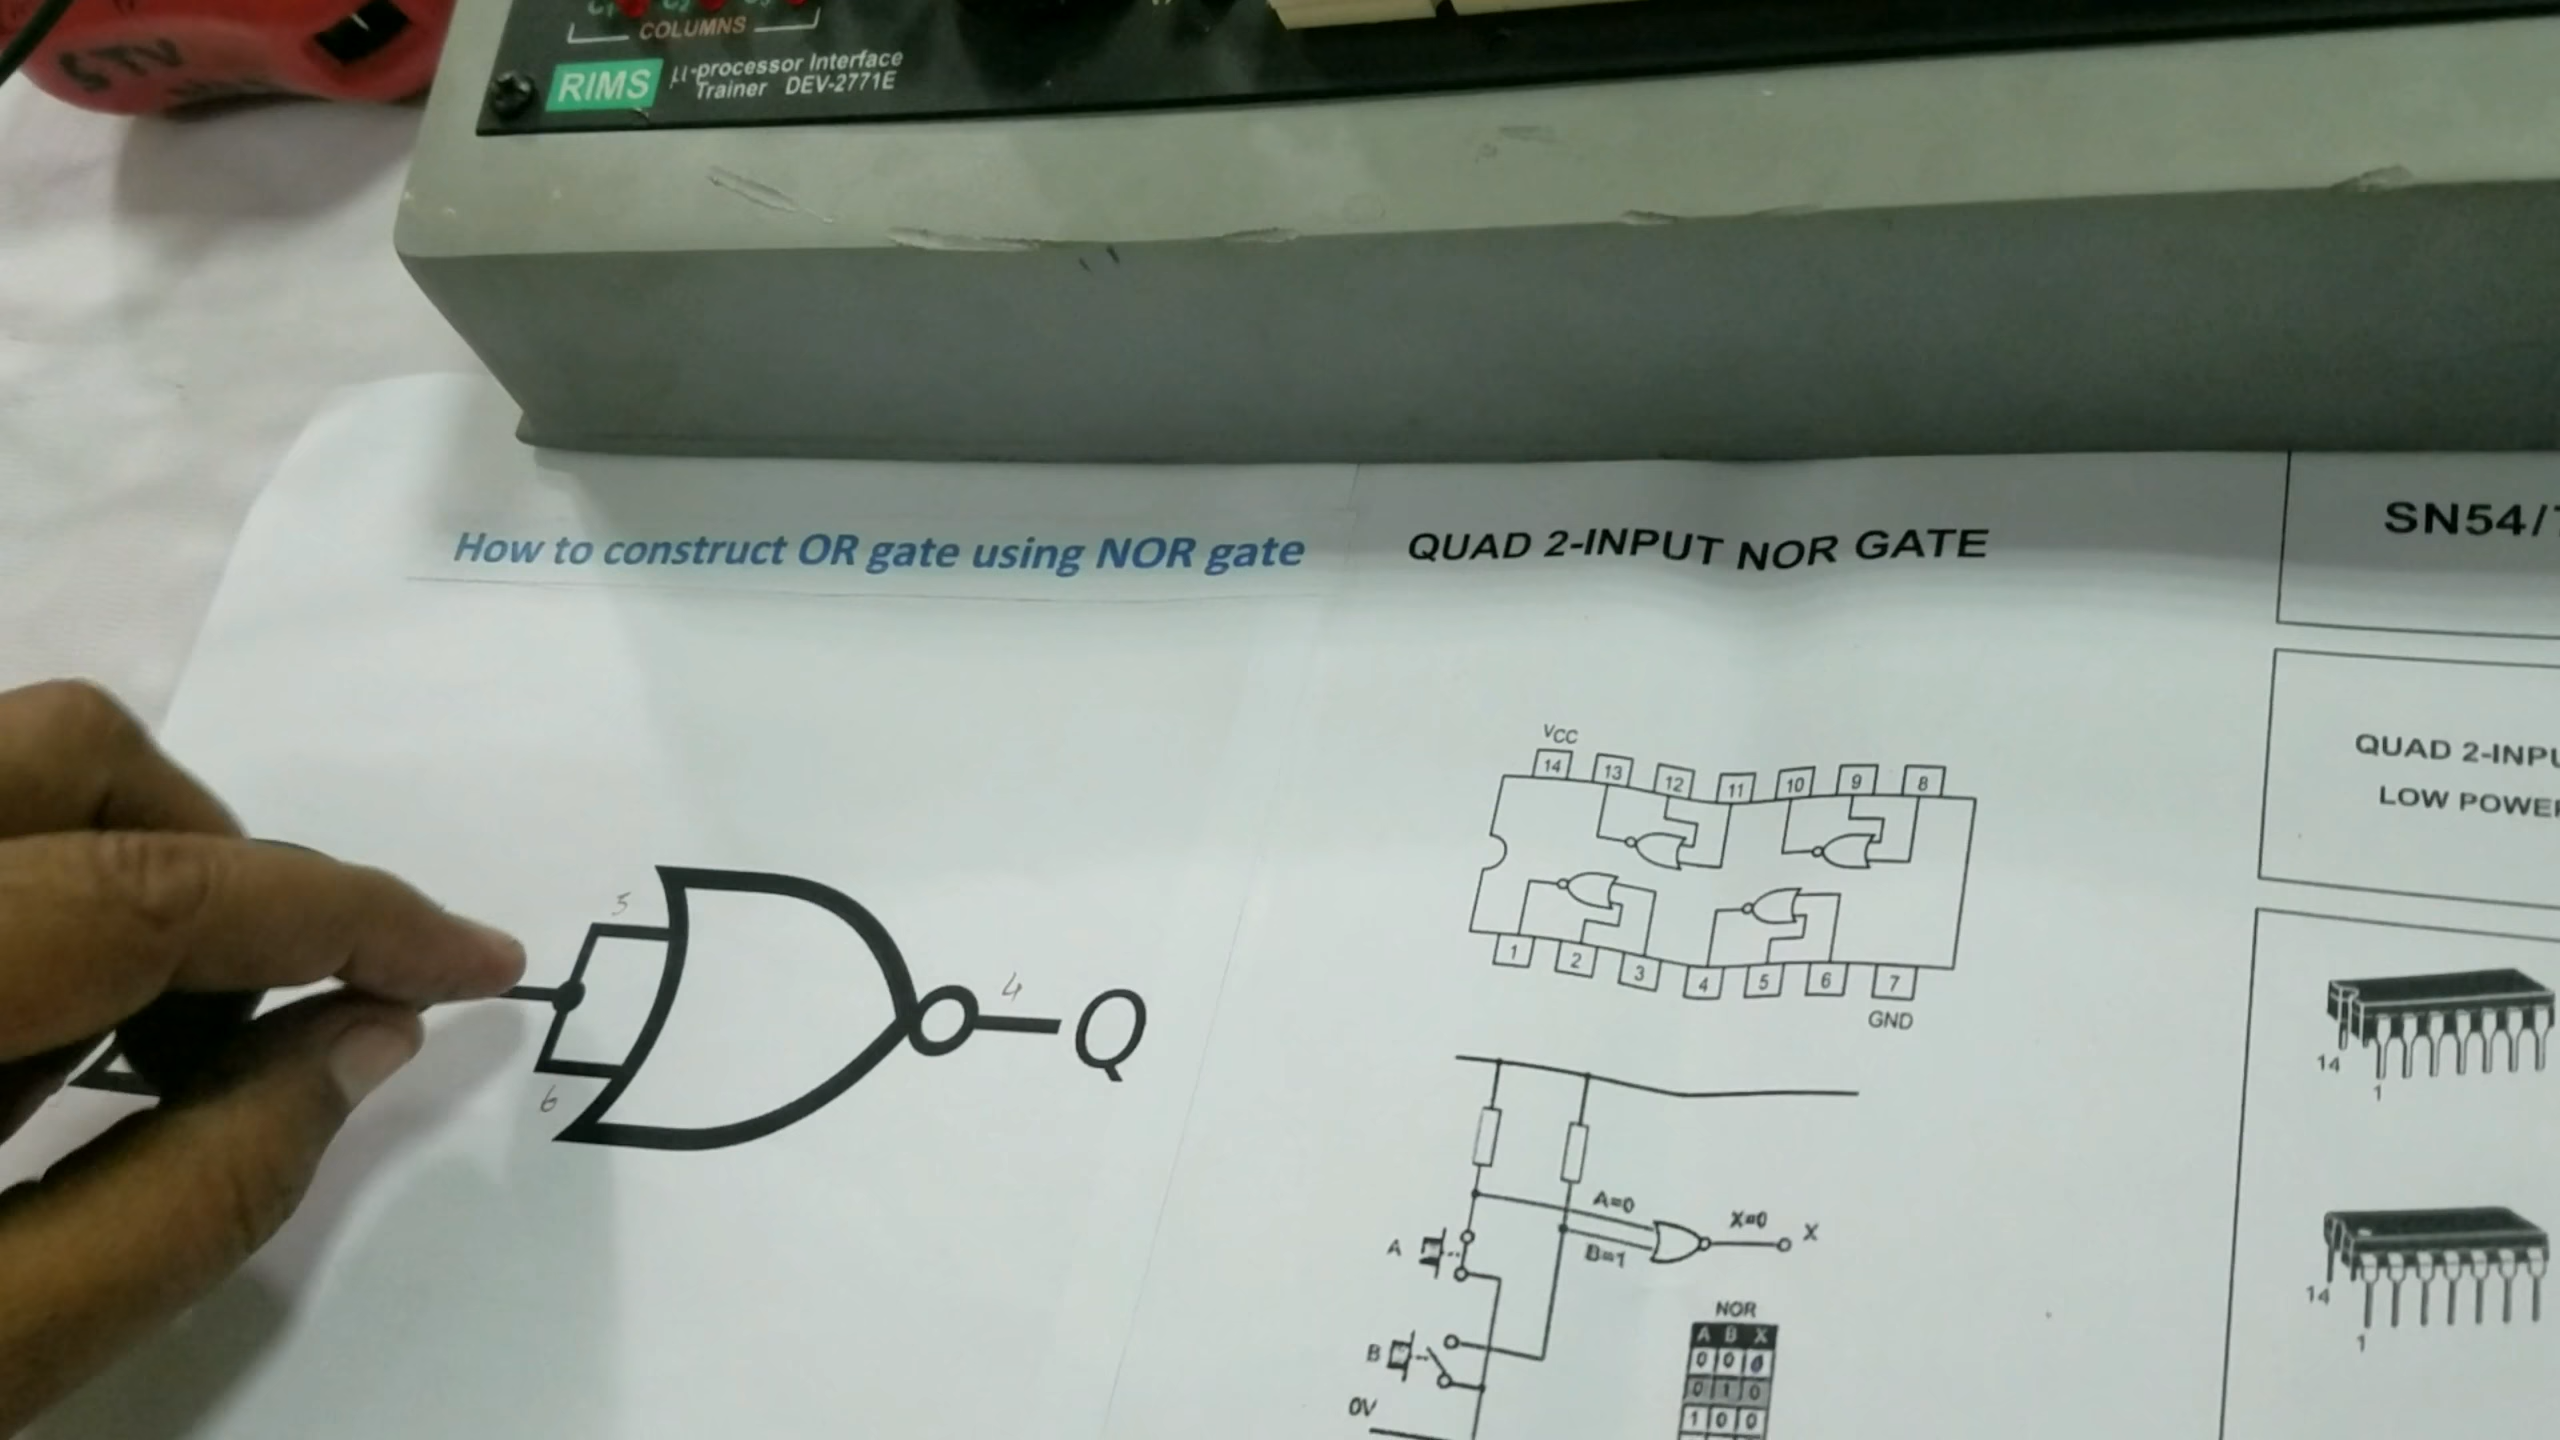 COLUMNS
RIMS
µ-processor Interface
Trainer DEV-2771E
How to construct OR gate using NOR gate
QUAD 2-INPUT NOR GATE
SN54/
QUAD 2-INPU
LOW POWER
VCC
14 13 12 11 10 9 8
1 2 3 4 5 6 7
GND
5
6
4
Q
A=0
B=1
X=0
X
A
B
0V
NOR
A B X
0 0 0
0 1 0
1 0 0
14
1
14
1